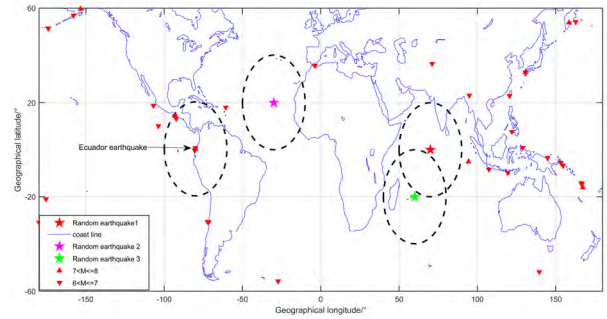 60
20
-20
-60
Geographical latitude/°
Ecuador earthquake
Random earthquake1
coast line
Random earthquake 2
Random earthquake 3
7<M<=8
6<M<=7
-150
-100
-50
0
50
100
150
Geographical longitude/°